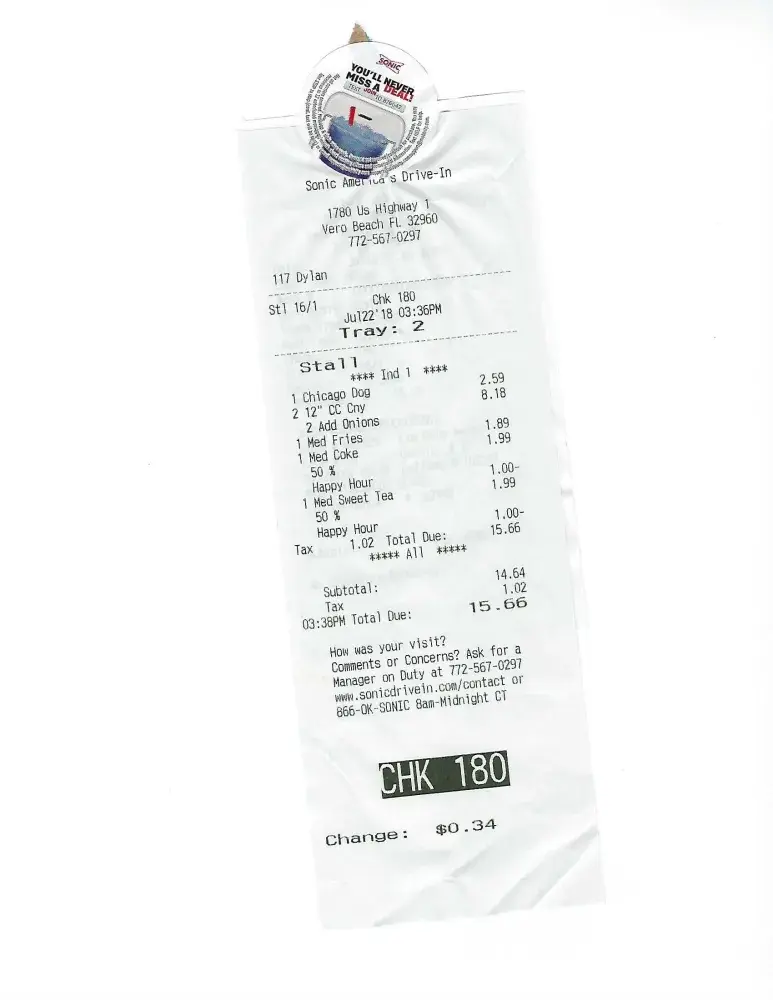 SONIC
YOU'LL NEVER
MISS A DEAL!
TEXT JOIN TO 876642
Sonic America's Drive-In
1780 Us Highway 1
Vero Beach FL 32960
772-567-0297
117 Dylan
Chk 180
Stl 16/1 Jul22'18 03:36PM
Tray: 2
Stall
**** Ind 1 ****
1 Chicago Dog 2.59
2 12" CC Cny 8.18
2 Add Onions
1 Med Fries 1.89
1 Med Coke 1.99
50 %
Happy Hour 1.00-
1 Med Sweet Tea 1.99
50 %
Happy Hour 1.00-
Tax 1.02 Total Due: 15.66
***** All *****
Subtotal: 14.64
Tax 1.02
03:38PM Total Due: 15.66
How was your visit?
Comments or Concerns? Ask for a
Manager on Duty at 772-567-0297
www.sonicdrivein.com/contact or
866-OK-SONIC 8am-Midnight CT
CHK 180
Change: $0.34